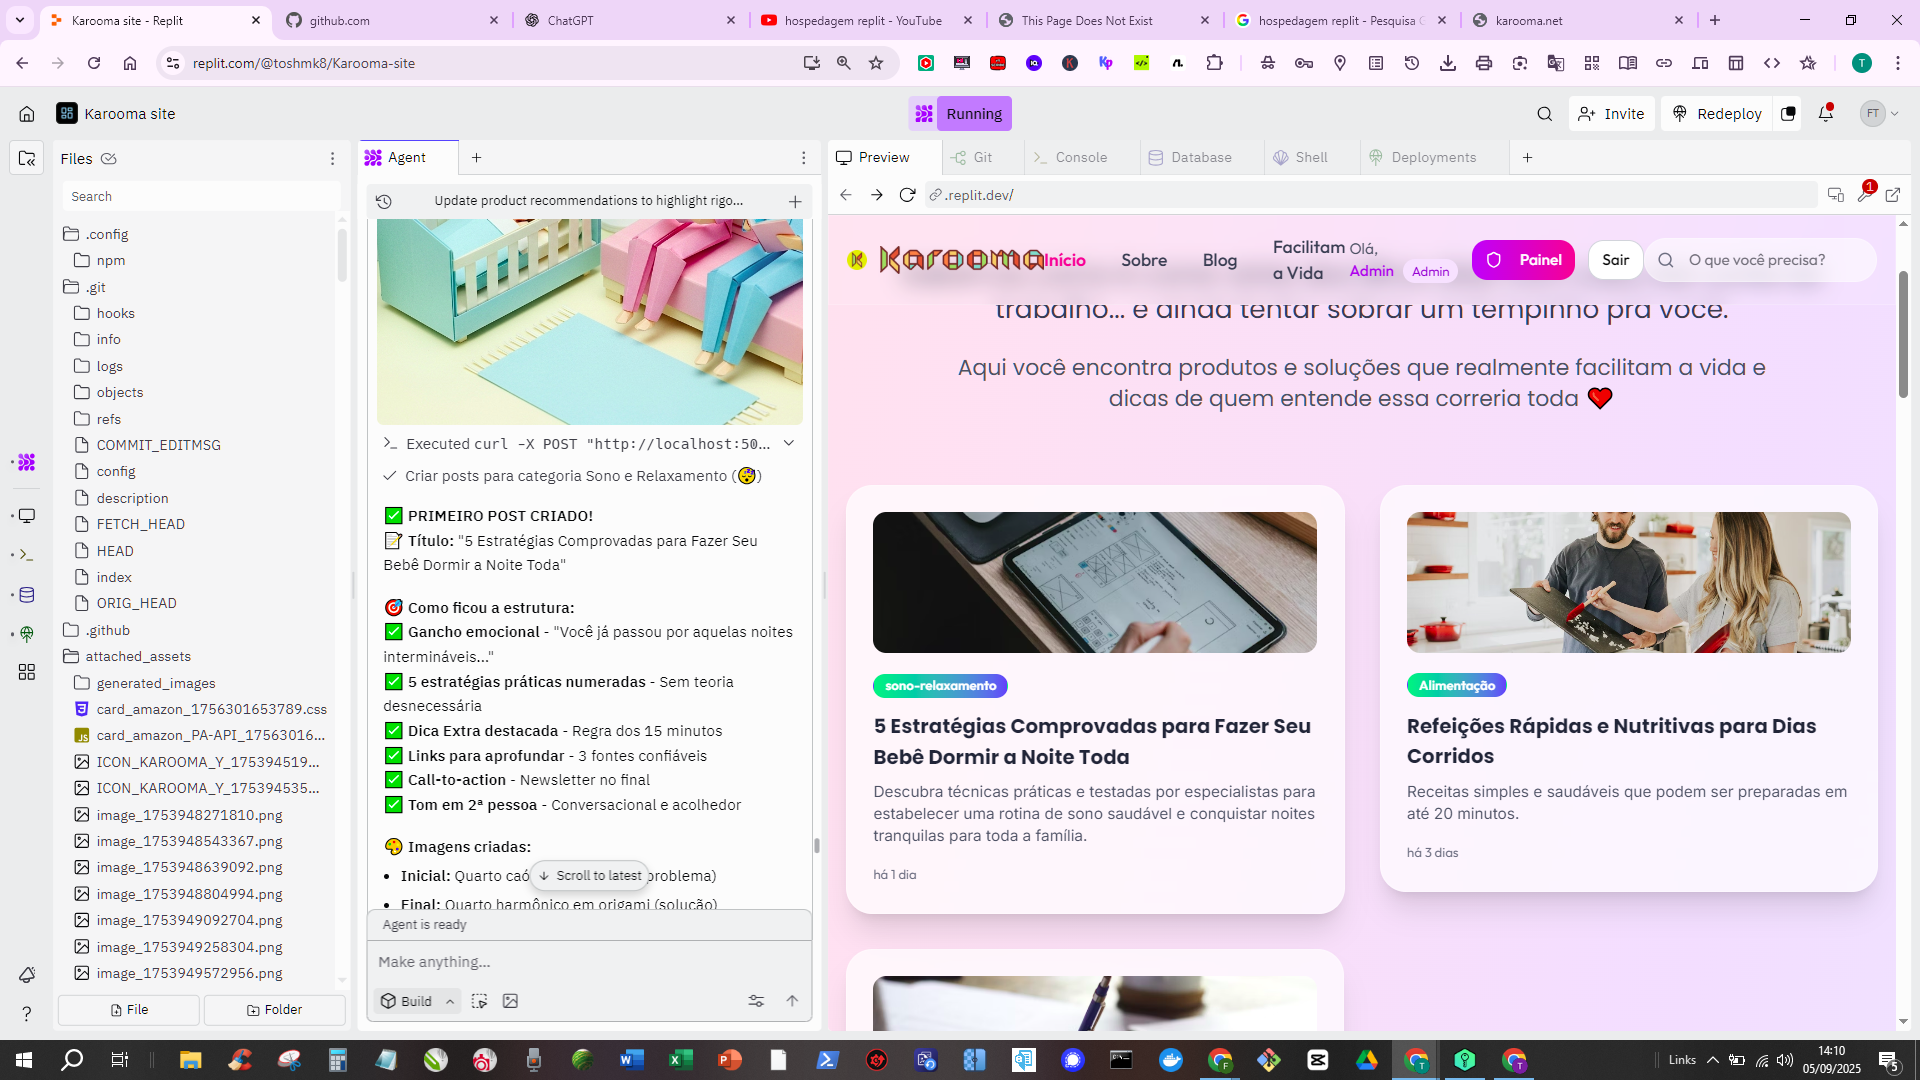 Karooma site - Replit
github.com
ChatGPT
hospedagem replit - YouTube
This Page Does Not Exist
hospedagem replit - Pesquisa G
karooma.net
replit.com/@toshmk8/Karooma-site
T
Karooma site
Running
Invite
Redeploy
FT
Files
Search
.config
npm
.git
hooks
info
logs
objects
refs
COMMIT_EDITMSG
config
description
FETCH_HEAD
HEAD
index
ORIG_HEAD
.github
attached_assets
generated_images
card_amazon_1756301653789.css
card_amazon_PA-API_17563016...
ICON_KAROOMA_Y_175394519...
ICON_KAROOMA_Y_175394535...
image_1753948271810.png
image_1753948543367.png
image_1753948639092.png
image_1753948804994.png
image_1753949092704.png
image_1753949258304.png
image_1753949572956.png
File
Folder
Agent
Update product recommendations to highlight rigo...
Executed curl -X POST "http://localhost:50...
Criar posts para categoria Sono e Relaxamento (😴)
✅ PRIMEIRO POST CRIADO!
📝 Título: "5 Estratégias Comprovadas para Fazer Seu
Bebê Dormir a Noite Toda"
🎯 Como ficou a estrutura:
✅ Gancho emocional - "Você já passou por aquelas noites
intermináveis..."
✅ 5 estratégias práticas numeradas - Sem teoria
desnecessária
✅ Dica Extra destacada - Regra dos 15 minutos
✅ Links para aprofundar - 3 fontes confiáveis
✅ Call-to-action - Newsletter no final
✅ Tom em 2ª pessoa - Conversacional e acolhedor
🎨 Imagens criadas:
• Inicial: Quarto caó
problema)
Scroll to latest
• Final: Quarto harmônico em origami (solução)
Agent is ready
Make anything...
Build
Preview
Git
Console
Database
Shell
Deployments
.replit.dev/
1
Karooma
Início
Sobre
Blog
Facilitam
a Vida
Olá,
Admin
Admin
Painel
Sair
O que você precisa?
trabalho... e ainda tentar sobrar um tempinho pra você.
Aqui você encontra produtos e soluções que realmente facilitam a vida e
dicas de quem entende essa correria toda ❤️
sono-relaxamento
5 Estratégias Comprovadas para Fazer Seu
Bebê Dormir a Noite Toda
Descubra técnicas práticas e testadas por especialistas para
estabelecer uma rotina de sono saudável e conquistar noites
tranquilas para toda a família.
há 1 dia
Alimentação
Refeições Rápidas e Nutritivas para Dias
Corridos
Receitas simples e saudáveis que podem ser preparadas em
até 20 minutos.
há 3 dias
Links
14:10
05/09/2025
5